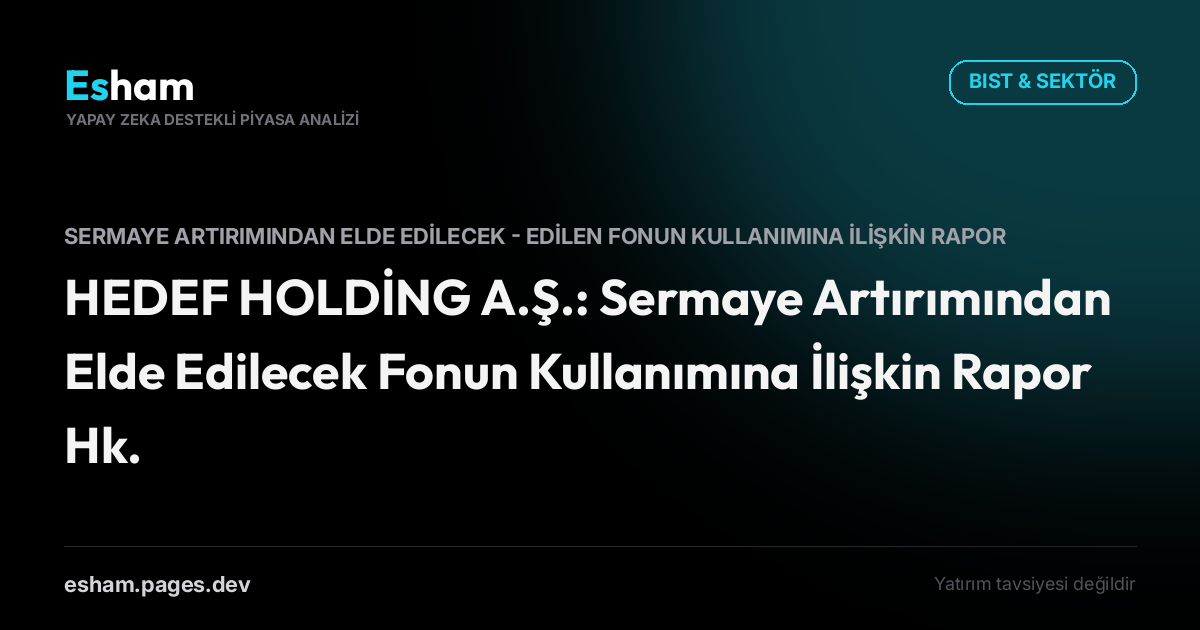 Esham
YAPAY ZEKA DESTEKLİ PİYASA ANALİZİ
BIST & SEKTÖR
SERMAYE ARTIRIMINDAN ELDE EDİLECEK - EDİLEN FONUN KULLANIMINA İLİŞKİN RAPOR
HEDEF HOLDİNG A.Ş.: Sermaye Artırımından
Elde Edilecek Fonun Kullanımına İlişkin Rapor
Hk.
esham.pages.dev
Yatırım tavsiyesi değildir